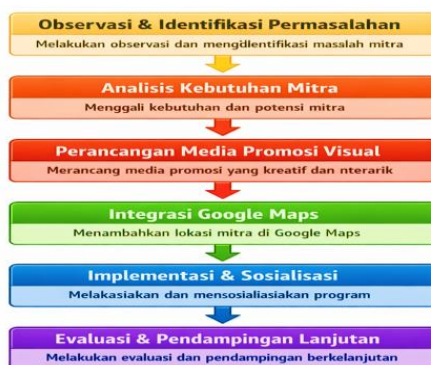 Observasi & Identifikasi Permasalahan
Melakukan observasi dan mengidlentifikasi masalah mitra
Analisis Kebutuhan Mitra
Menggali kebutuhan dan potensi mitra
Perancangan Media Promosi Visual
Merancang media promosi yang kreatif dan nterarik
Integrasi Google Maps
Menambahkan lokasi mitra di Google Maps
Implementasi & Sosialisasi
Melakasiakan dan mensosialiasiakan program
Evaluasi & Pendampingan Lanjutan
Melakukan evaluasi dan pendampingan berkelanjutan